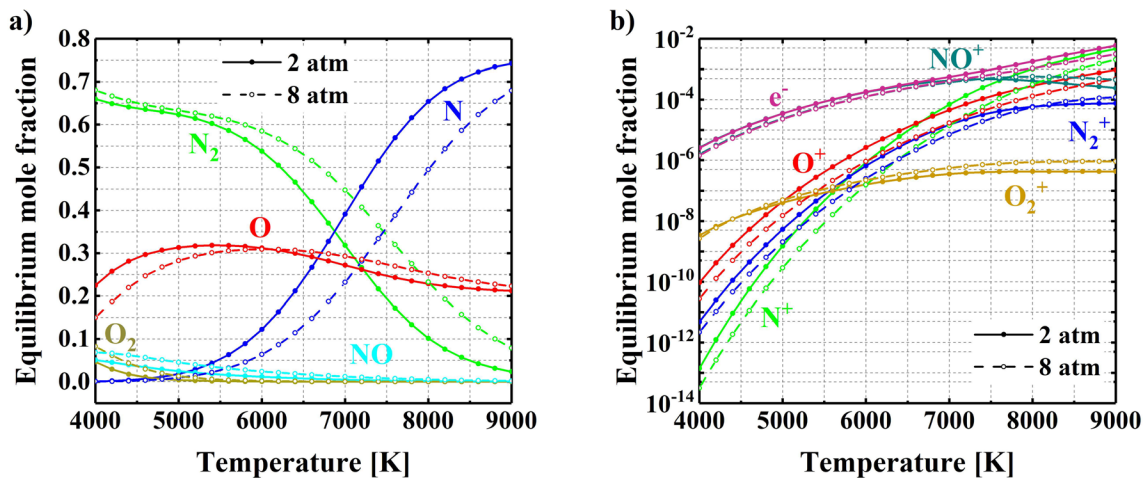 a)
Equilibrium mole fraction
0.8
0.7
0.6
0.5
0.4
0.3
0.2
0.1
0.0
2 atm
8 atm
N
N₂
O
O₂
NO
4000 5000 6000 7000 8000 9000
Temperature [K]
b)
Equilibrium mole fraction
10⁻²
10⁻⁴
10⁻⁶
10⁻⁸
10⁻¹⁰
10⁻¹²
10⁻¹⁴
NO⁺
e⁻
N₂⁺
O⁺
O₂⁺
N⁺
2 atm
8 atm
4000 5000 6000 7000 8000 9000
Temperature [K]